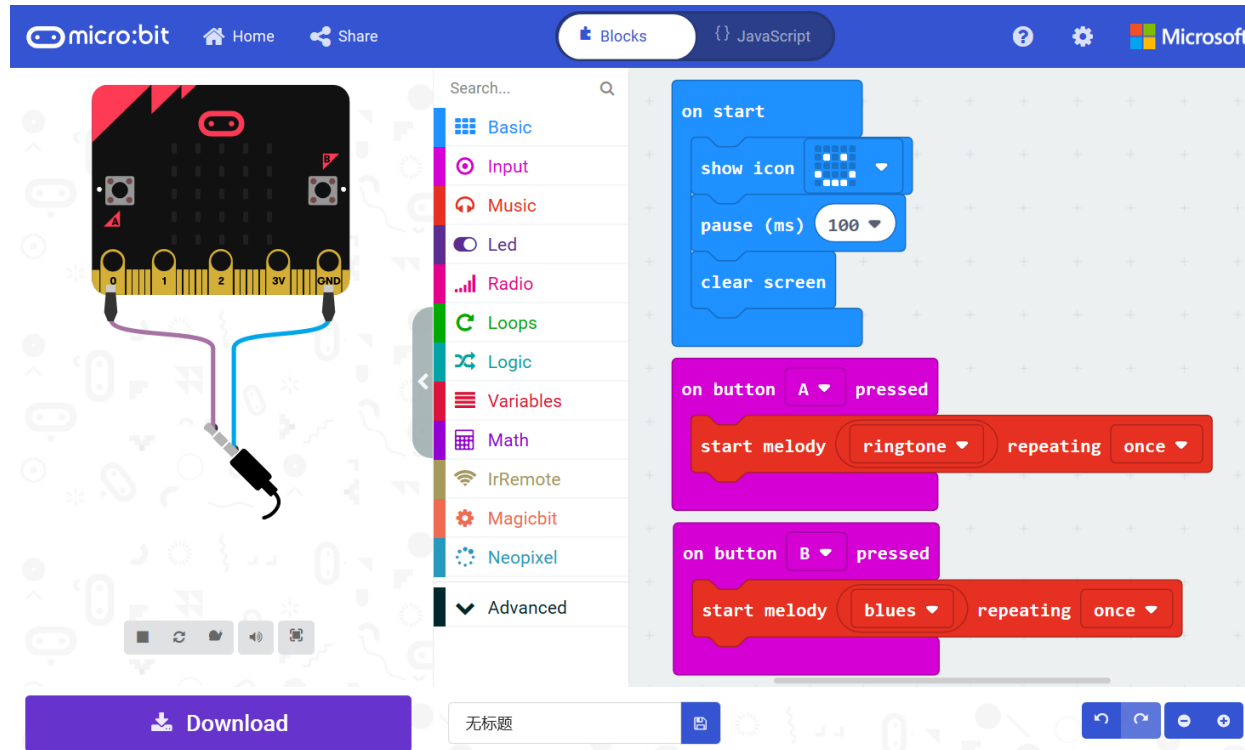 micro:bit Home Share Blocks {} JavaScript ? Microsoft
Search...
Basic
Input
Music
Led
Radio
Loops
Logic
Variables
Math
IrRemote
Magicbit
Neopixel
Advanced
B
A
0 1 2 3V GND
on start
show icon
pause (ms) 100
clear screen
on button A pressed
start melody ringtone repeating once
on button B pressed
start melody blues repeating once
Download
无标题